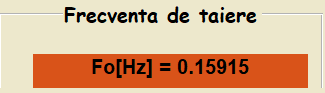 Frecventa de taiere
Fo[Hz] = 0.15915